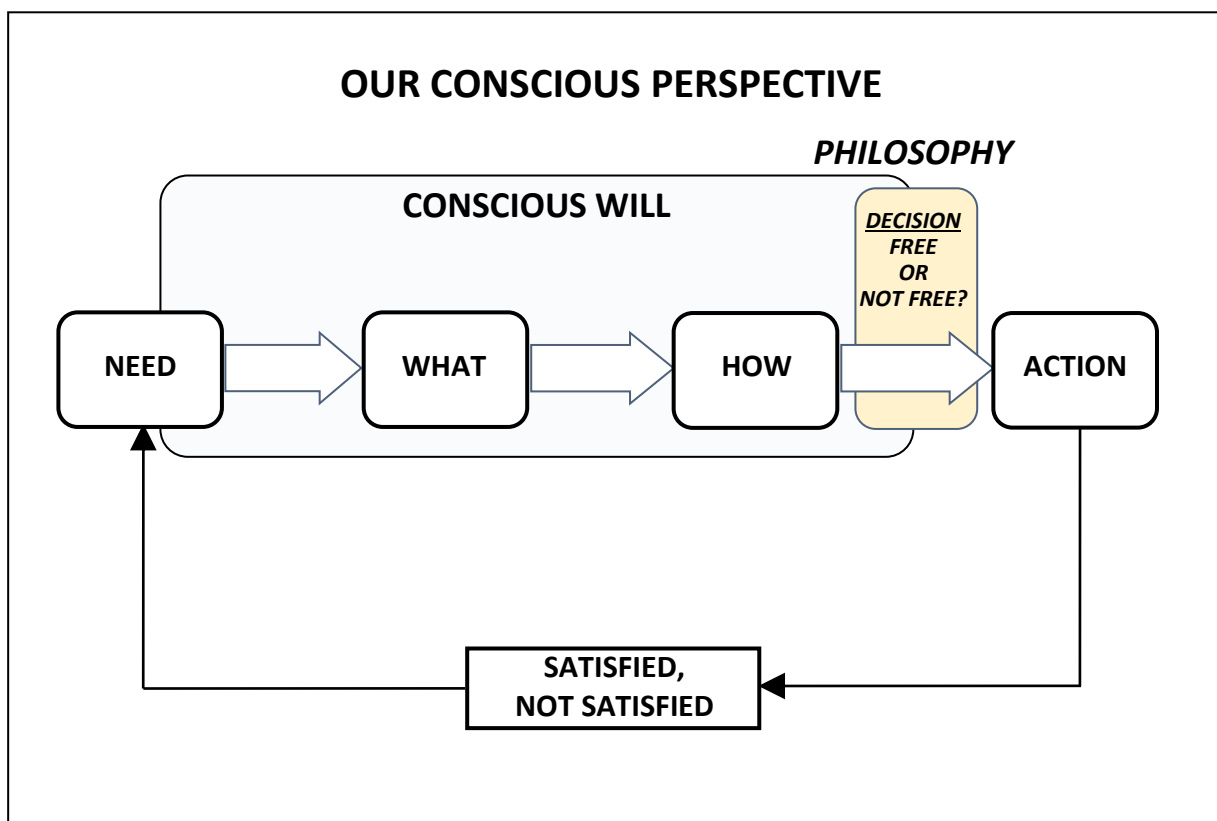 OUR CONSCIOUS PERSPECTIVE
PHILOSOPHY
CONSCIOUS WILL
DECISION
FREE
OR
NOT FREE?
NEED
WHAT
HOW
ACTION
SATISFIED,
NOT SATISFIED